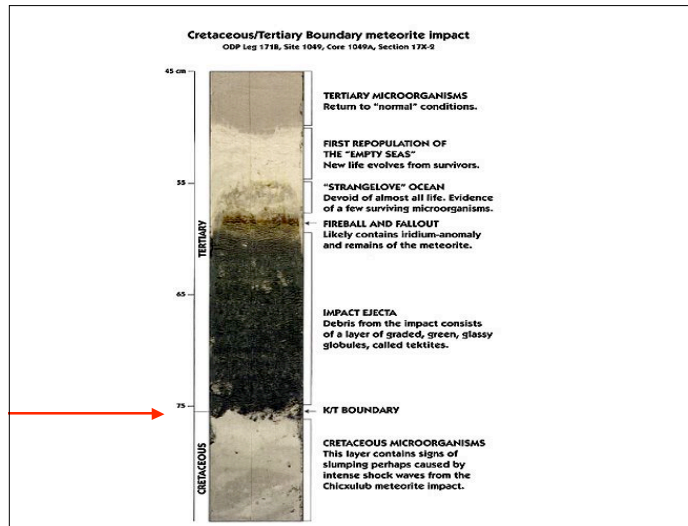 Cretaceous/Tertiary Boundary meteorite impact
ODP Leg 171B, Site 1049, Core 1049A, Section 17X-2
45 cm
TERTIARY MICROORGANISMS
Return to "normal" conditions.
FIRST REPOPULATION OF
THE "EMPTY SEAS"
New life evolves from survivors.
55
"STRANGELOVE" OCEAN
Devoid of almost all life. Evidence
of a few surviving microorganisms.
FIREBALL AND FALLOUT
Likely contains iridium-anomaly
and remains of the meteorite.
TERTIARY
65
IMPACT EJECTA
Debris from the impact consists
of a layer of graded, green, glassy
globules, called tektites.
75
K/T BOUNDARY
CRETACEOUS
CRETACEOUS MICROORGANISMS
This layer contains signs of
slumping perhaps caused by
intense shock waves from the
Chicxulub meteorite impact.